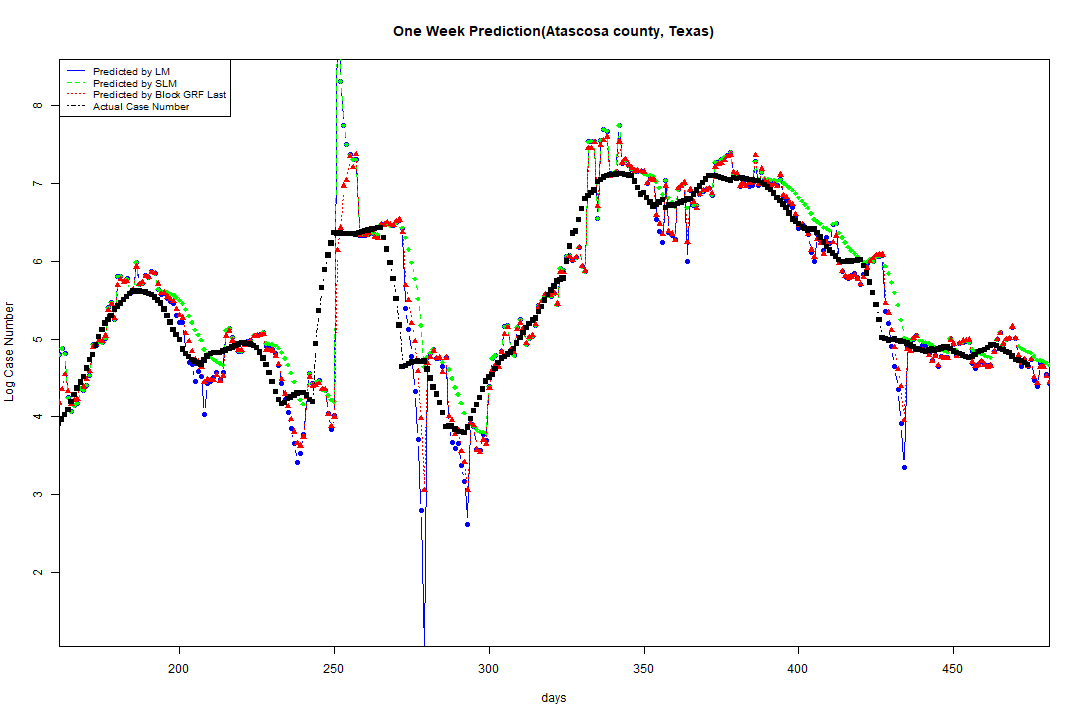 One Week Prediction(Atascosa county, Texas)
Predicted by LM
Predicted by SLM
Predicted by Block GRF Last
Actual Case Number
Log Case Number
8
7
6
5
4
3
2
200 250 300 350 400 450
days